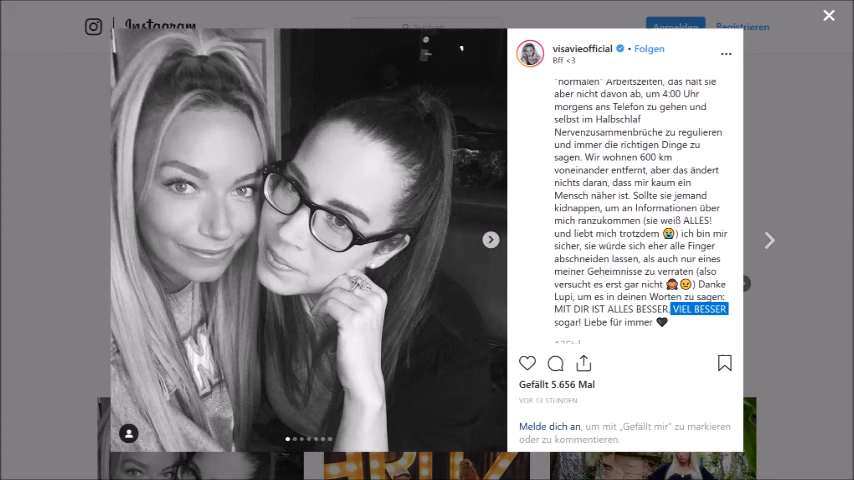 Instagram
Suchen
Anmelden
Registrieren
visavieofficial • Folgen
Bff <3
"normalen" Arbeitszeiten, das hält sie
aber nicht davon ab, um 4:00 Uhr
morgens ans Telefon zu gehen und
selbst im Halbschlaf
Nervenzusammenbrüche zu regulieren
und immer die richtigen Dinge zu
sagen. Wir wohnen 600 km
voneinander entfernt, aber das ändert
nichts daran, dass mir kaum ein
Mensch näher ist. Sollte sie jemand
kidnappen, um an Informationen über
mich ranzukommen (sie weiß ALLES!
und liebt mich trotzdem 😭) ich bin mir
sicher, sie würde sich eher alle Finger
abschneiden lassen, als auch nur eines
meiner Geheimnisse zu verraten (also
versucht es erst gar nicht 🙈😉) Danke
Lupi, um es in deinen Worten zu sagen:
MIT DIR IST ALLES BESSER. VIEL BESSER
sogar! Liebe für immer 🖤
Gefällt 5.656 Mal
VOR 13 STUNDEN
Melde dich an, um mit „Gefällt mir“ zu markieren
oder zu kommentieren.